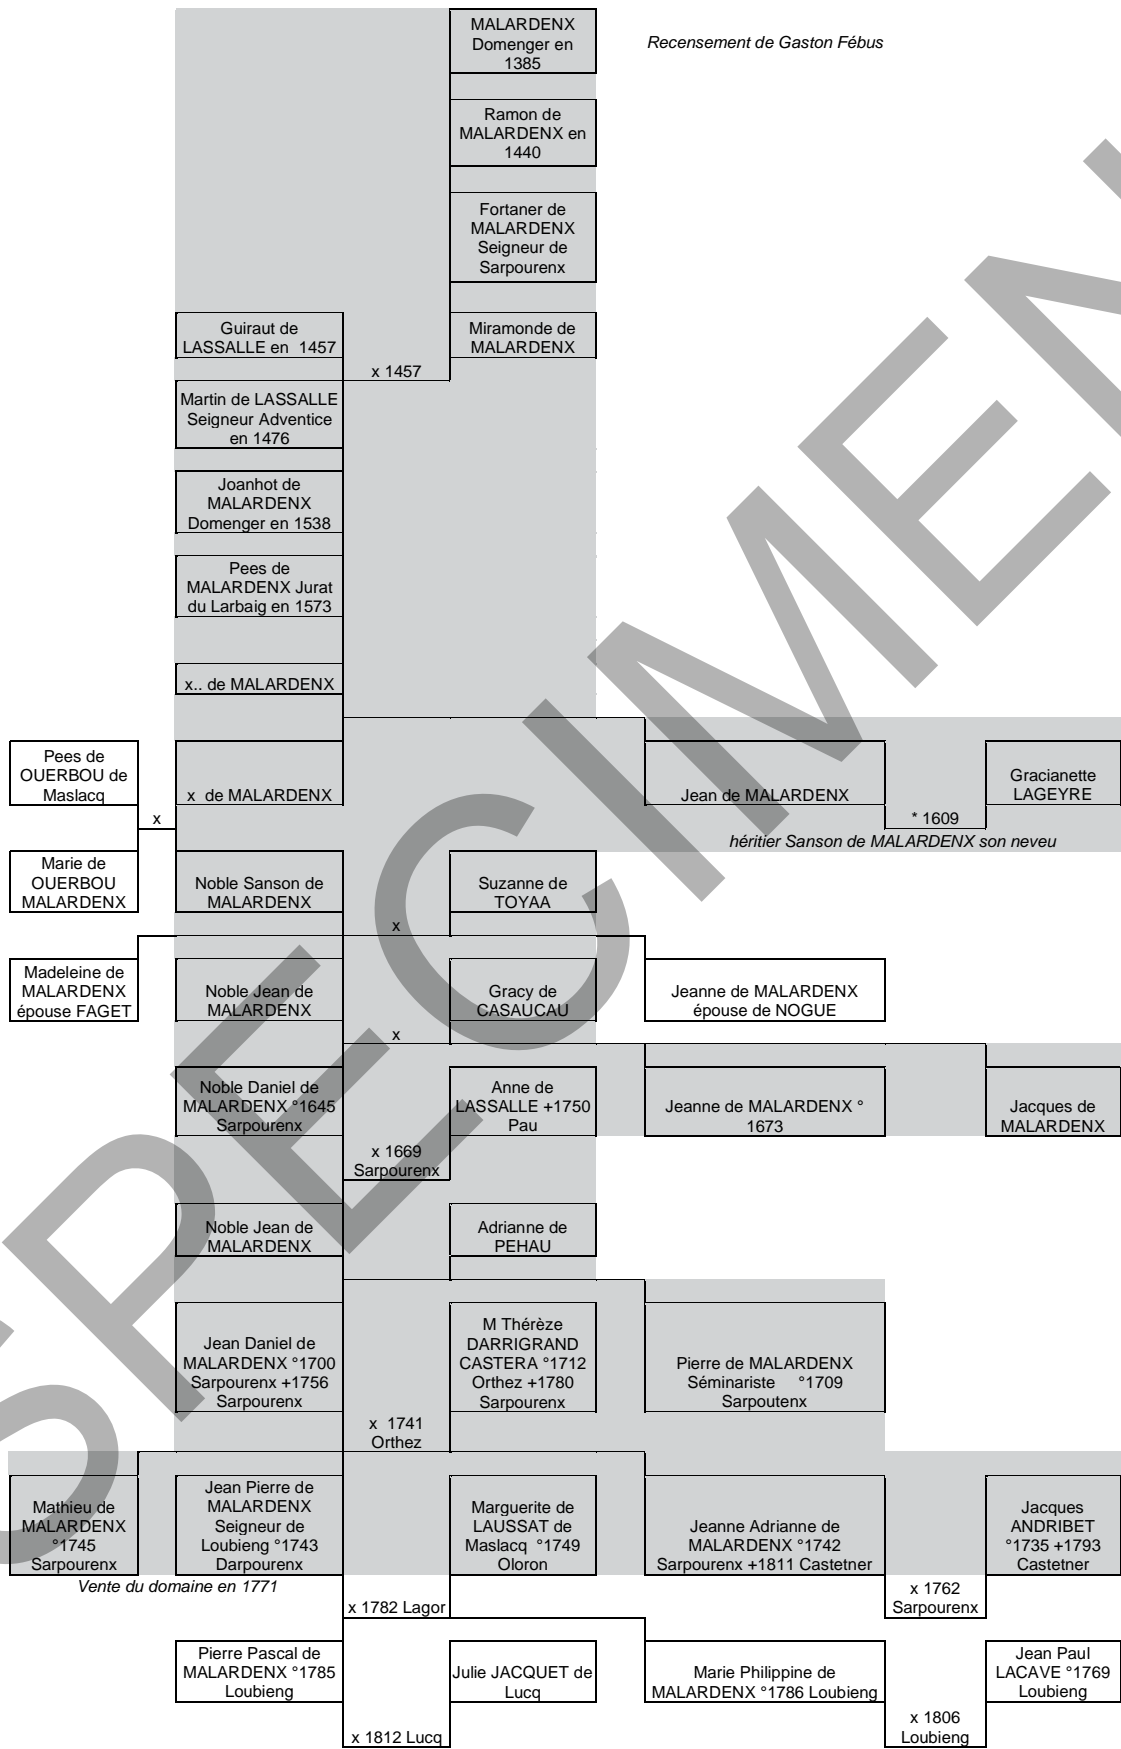 MALARDENX
Domenger en
1385
Recensement de Gaston Fébus
Ramon de
MALARDENX en
1440
Fortaner de
MALARDENX
Seigneur de
Sarpourenx
Guiraut de
LASSALLE en 1457
Miramonde de
MALARDENX
x 1457
Martin de LASSALLE
Seigneur Adventice
en 1476
Joanhot de
MALARDENX
Domenger en 1538
Pees de
MALARDENX Jurat
du Larbaig en 1573
x.. de MALARDENX
Pees de
OUERBOU de
Maslacq
x de MALARDENX
Jean de MALARDENX
Gracianette
LAGEYRE
x
* 1609
héritier Sanson de MALARDENX son neveu
Marie de
OUERBOU
MALARDENX
Noble Sanson de
MALARDENX
Suzanne de
TOYAA
x
Madeleine de
MALARDENX
épouse FAGET
Noble Jean de
MALARDENX
Gracy de
CASAUCAU
Jeanne de MALARDENX
épouse de NOGUE
x
Noble Daniel de
MALARDENX °1645
Sarpourenx
Anne de
LASSALLE +1750
Pau
Jeanne de MALARDENX °
1673
Jacques de
MALARDENX
x 1669
Sarpourenx
Noble Jean de
MALARDENX
Adrianne de
PEHAU
Jean Daniel de
MALARDENX °1700
Sarpourenx +1756
Sarpourenx
M Thérèze
DARRIGRAND
CASTERA °1712
Orthez +1780
Sarpourenx
Pierre de MALARDENX
Séminariste °1709
Sarpoutenx
x 1741
Orthez
Mathieu de
MALARDENX
°1745
Sarpourenx
Jean Pierre de
MALARDENX
Seigneur de
Loubieng °1743
Darpourenx
Marguerite de
LAUSSAT de
Maslacq °1749
Oloron
Jeanne Adrianne de
MALARDENX °1742
Sarpourenx +1811 Castetner
Jacques
ANDRIBET
°1735 +1793
Castetner
Vente du domaine en 1771
x 1782 Lagor
x 1762
Sarpourenx
Pierre Pascal de
MALARDENX °1785
Loubieng
Julie JACQUET de
Lucq
Marie Philippine de
MALARDENX °1786 Loubieng
Jean Paul
LACAVE °1769
Loubieng
x 1812 Lucq
x 1806
Loubieng
SPECIMEN